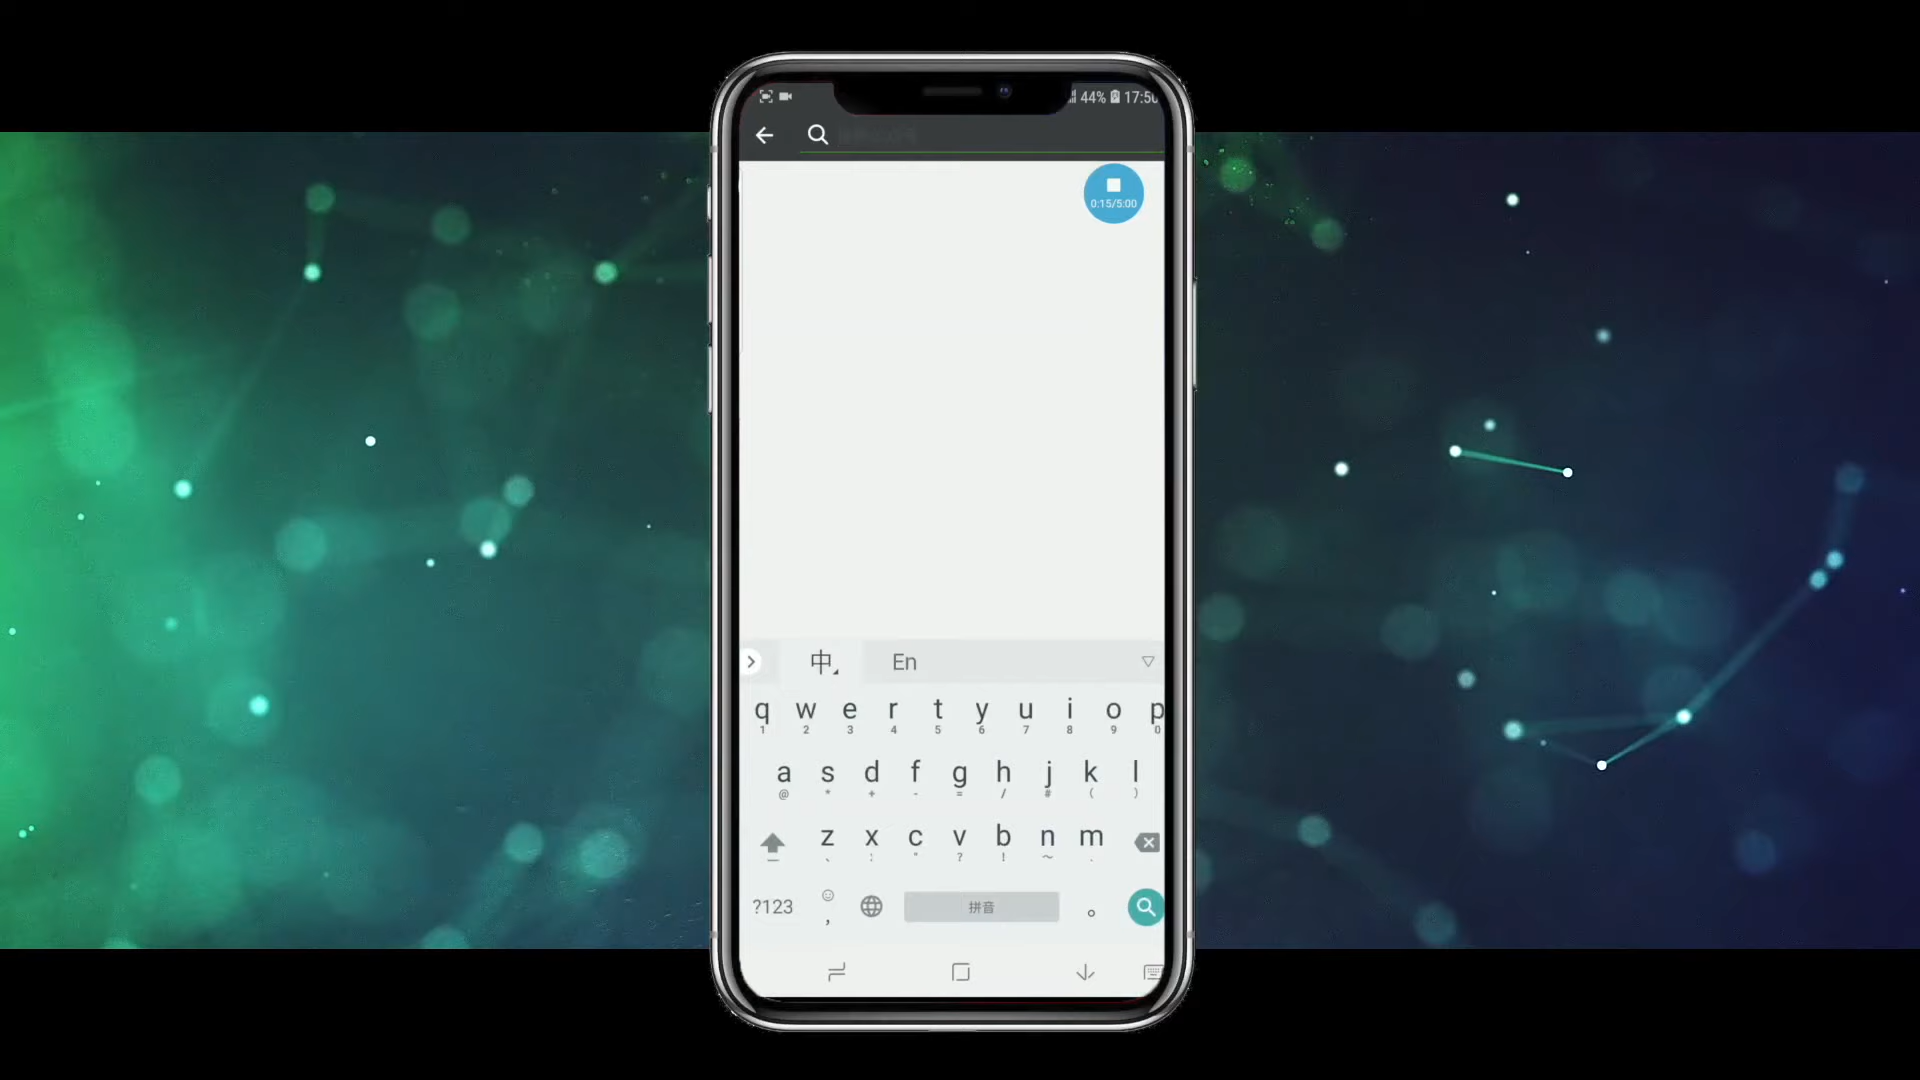 44% 17:50
0:15/5:00
中 En
q w e r t y u i o p
1 2 3 4 5 6 7 8 9 0
a s d f g h j k l
@ * + - = / # ( )
z x c v b n m
、 : " ? ! ~ .
?123 , 拼音 。